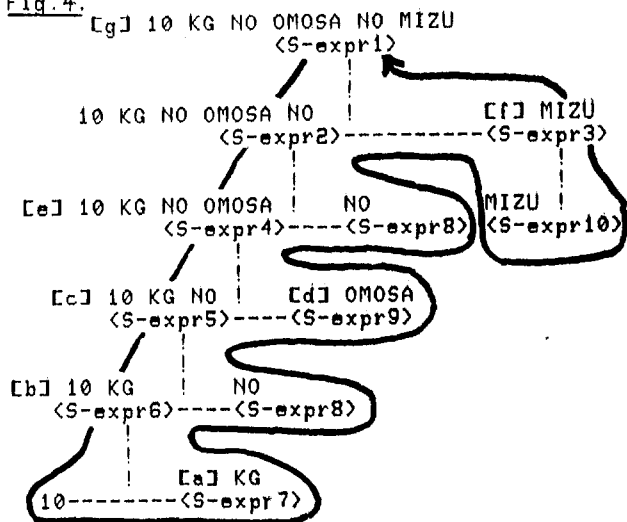 Fig.4.
[g] 10 KG NO OMOSA NO MIZU
<S-expr1>
10 KG NO OMOSA NO [f] MIZU
<S-expr2>----------<S-expr3>
[e] 10 KG NO OMOSA NO MIZU
<S-expr4>----<S-expr8> <S-expr10>
[c] 10 KG NO [d] OMOSA
<S-expr5>----<S-expr9>
[b] 10 KG NO
<S-expr6>----<S-expr8>
[a] KG
10--------<S-expr7>